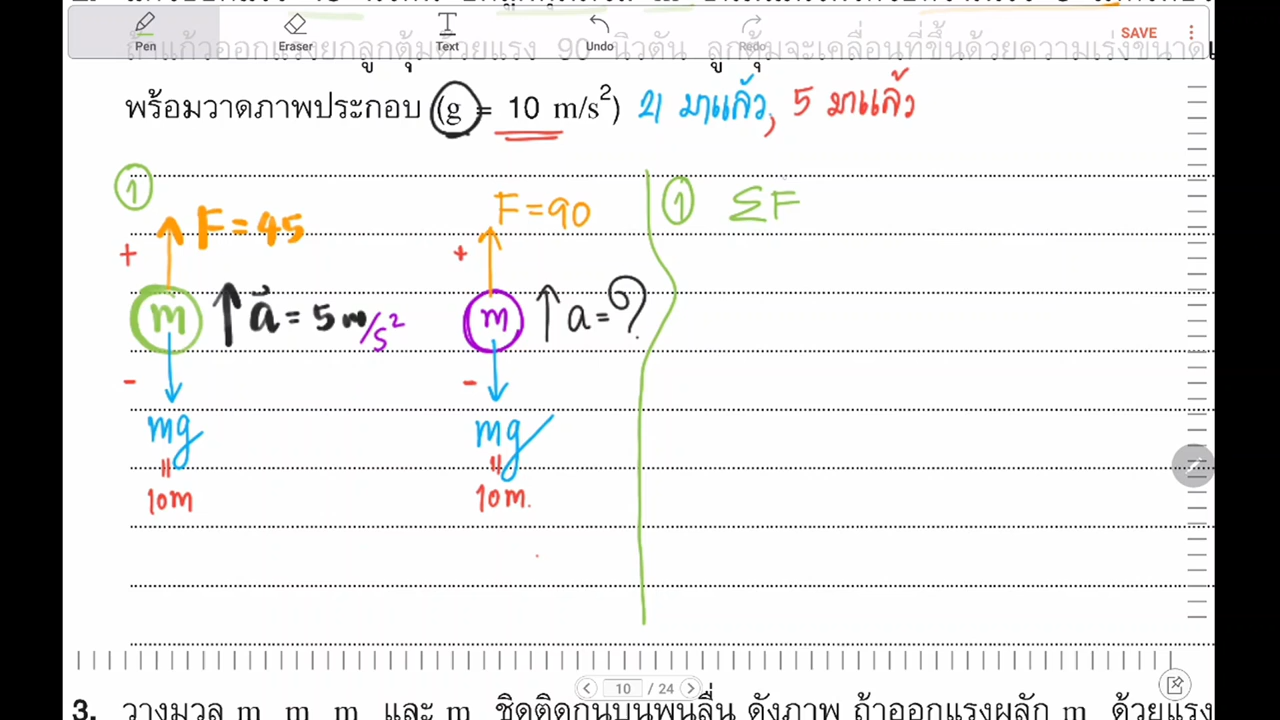 Pen Eraser Text Undo Redo SAVE
ถ้าแก้วออกแรงยกลูกตุ้มด้วยแรง 90 นิวตัน ลูกตุ้มจะเคลื่อนที่ขึ้นด้วยความเร่งขนาดเ
พร้อมวาดภาพประกอบ (g = 10 m/s²) 21 มาแล้ว, 5 มาแล้ว
1 F = 45 F = 90 1 ΣF
+ +
m a⃗ = 5 m/s² m a = ?
- -
mg mg
= =
10m 10m.
10 / 24
3. วางมวล m m m และ m ชิดติดกันบนพื้นลื่น ดังภาพ ถ้าออกแรงผลัก m ด้วยแรง